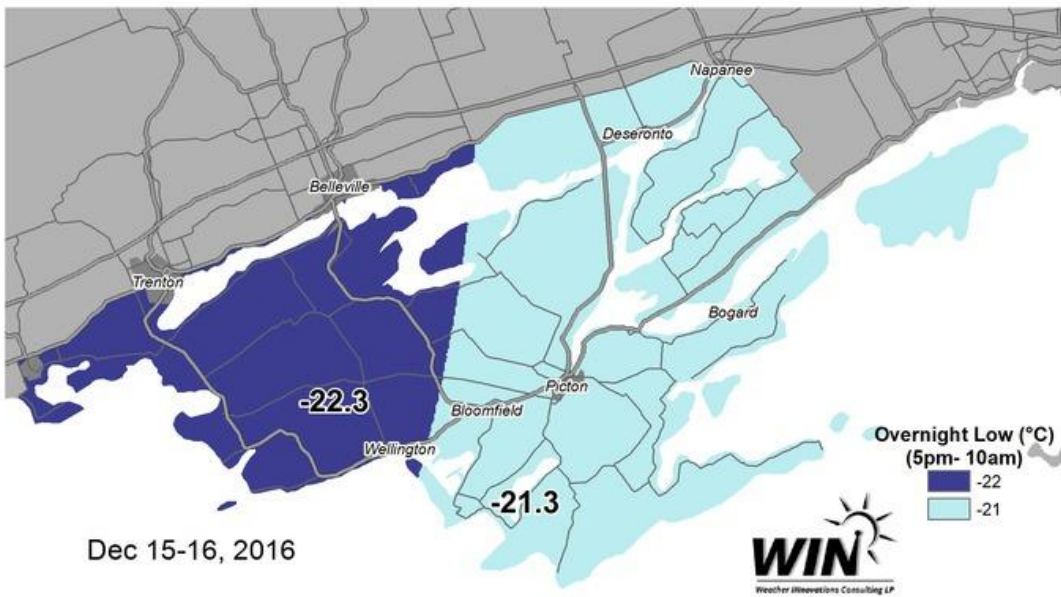 Napanee
Deseronto
Belleville
Trenton
Bogard
Picton
-22.3
Bloomfield
Wellington
-21.3
Overnight Low (°C)
(5pm- 10am)
-22
-21
Dec 15-16, 2016
WIN
Weather INnovations Consulting LP